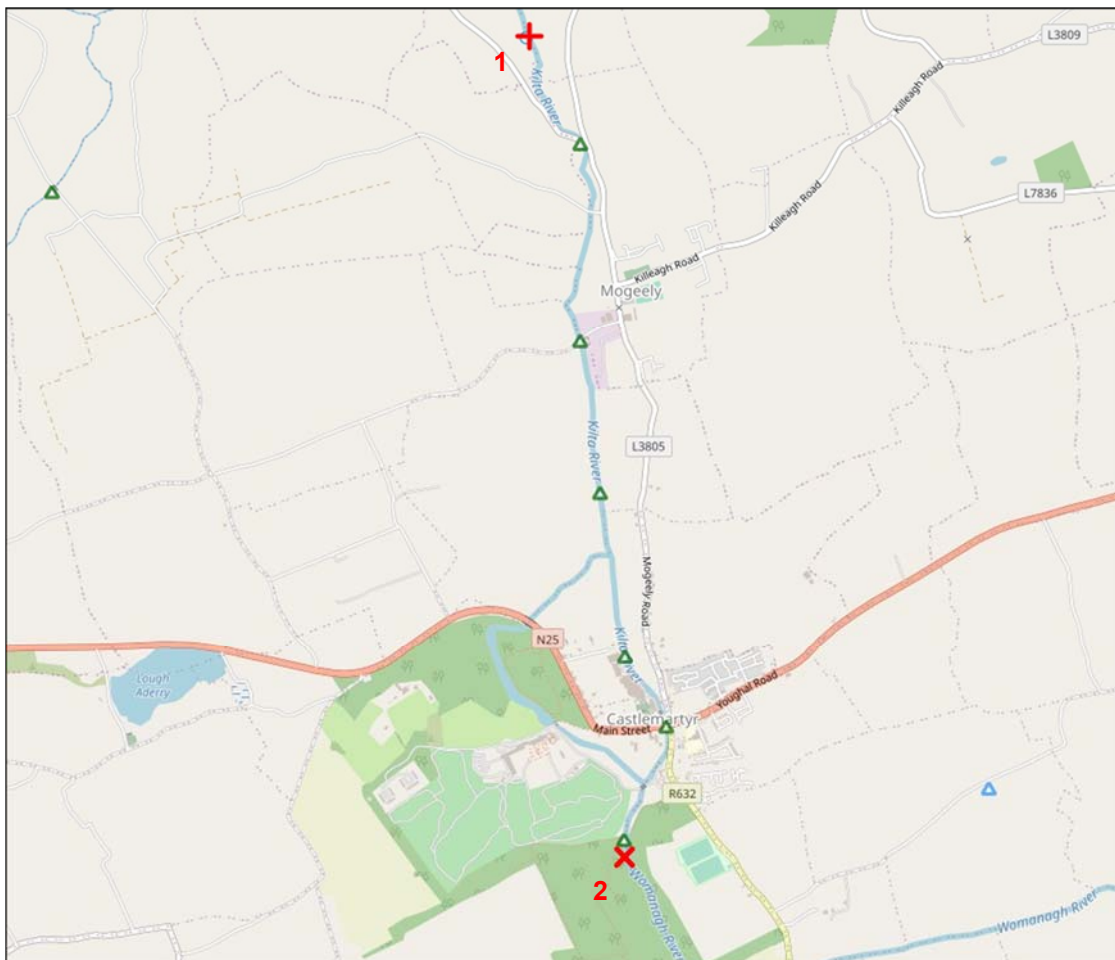 L3809
1
Kilta River
Killeagh Road
L7836
Killeagh Road
Killeagh Road
Mogeely
Kilta River
L3805
Mogeely Road
N25
Kilta River
Lough
Aderry
Youghal Road
Castlemartyr
Main Street
R632
2
Womanagh River
Womanagh River